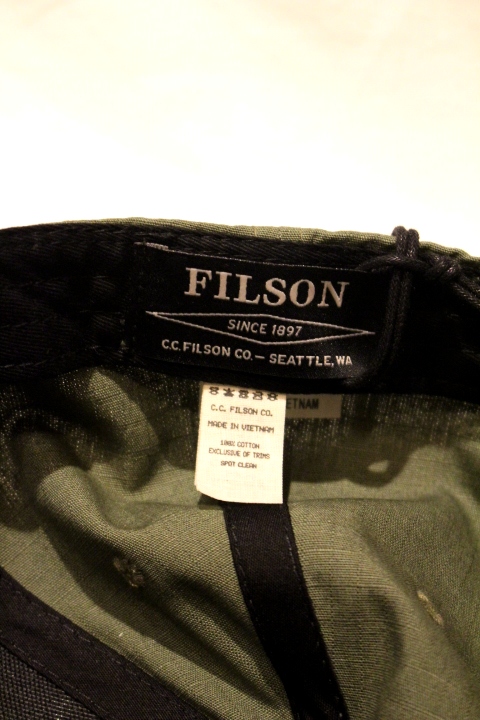 FILSON
SINCE 1897
C.C. FILSON CO. — SEATTLE, WA
C.C. FILSON CO.
MADE IN VIETNAM
100% COTTON
EXCLUSIVE OF TRIMS
SPOT CLEAN